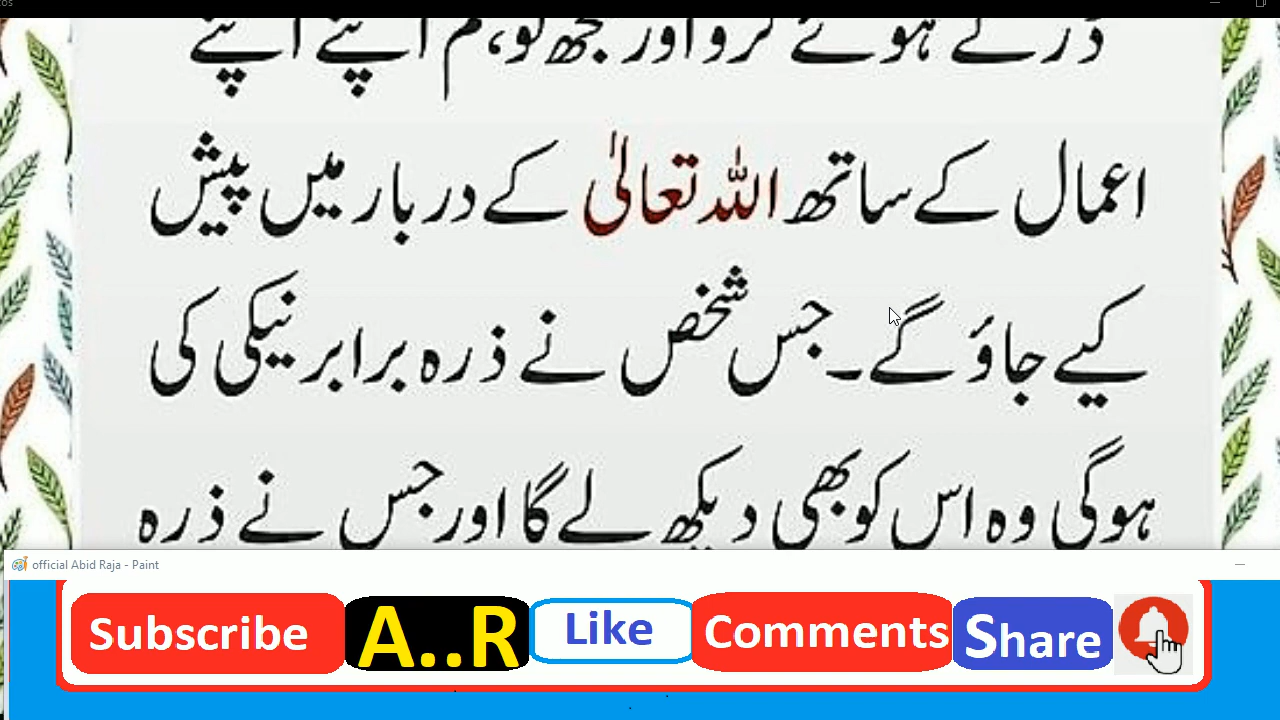 ڈرتے ہوئے کرو اور سمجھ لو، تم اپنے اپنے
اعمال کے ساتھ اللہ تعالیٰ کے دربار میں پیش
کیے جاؤ گے۔ جس شخص نے ذرہ برابر نیکی کی
ہوگی وہ اس کو بھی دیکھ لے گا اور جس نے ذرہ
official Abid Raja - Paint
Subscribe A..R Like Comments Share